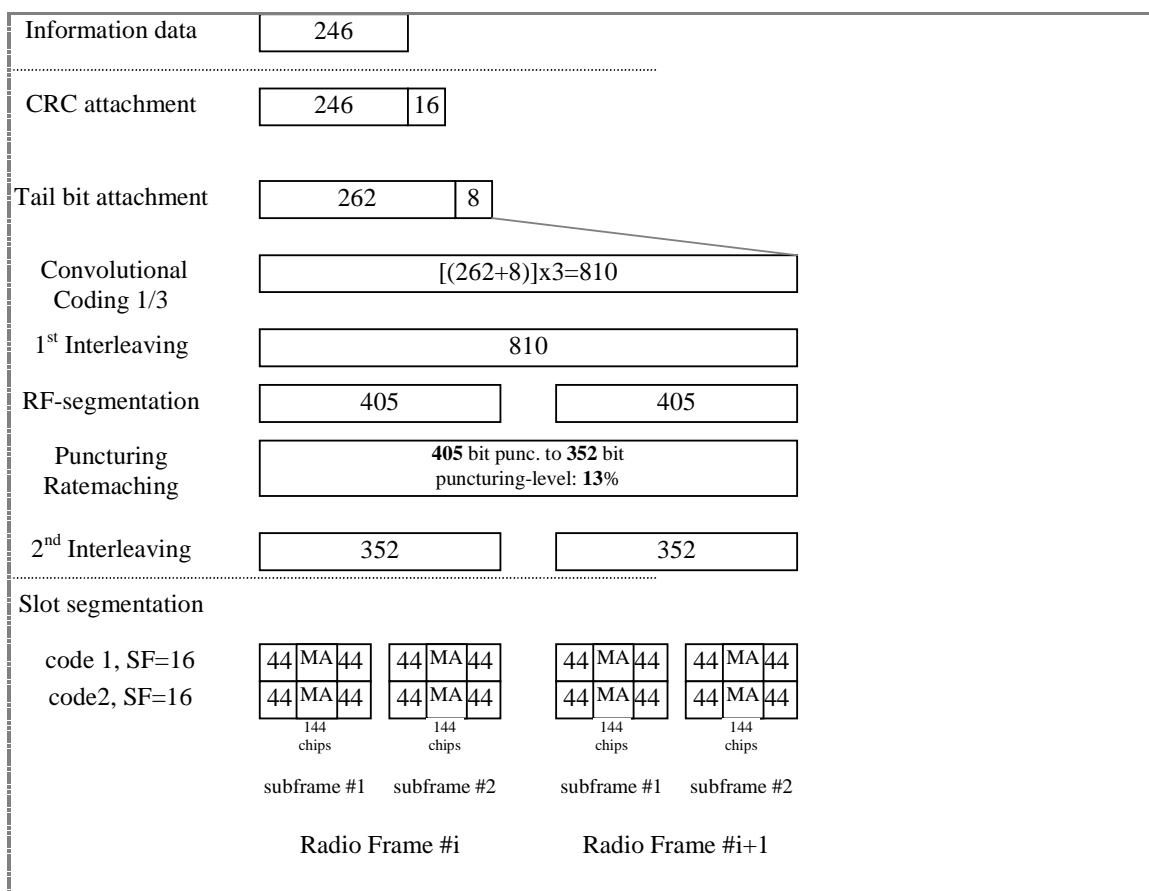 Information data 246
CRC attachment 246 16
Tail bit attachment 262 8
Convolutional
Coding 1/3
[(262+8)]x3=810
1st Interleaving 810
RF-segmentation 405 405
Puncturing
Ratemaching
405 bit punc. to 352 bit
puncturing-level: 13%
2nd Interleaving 352 352
Slot segmentation
code 1, SF=16 44 MA 44 44 MA 44 44 MA 44 44 MA 44
code2, SF=16 44 MA 44 44 MA 44 44 MA 44 44 MA 44
144 144 144 144
chips chips chips chips
subframe #1 subframe #2 subframe #1 subframe #2
Radio Frame #i Radio Frame #i+1